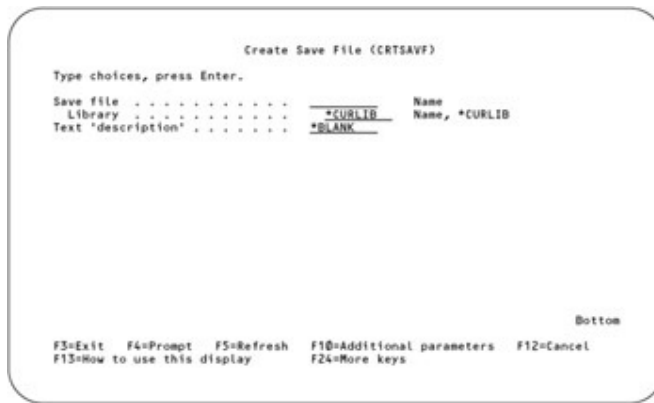 Create Save File (CRTSAVF)
Type choices, press Enter.
Save file . . . . . . . . . . . Name
Library . . . . . . . . . . . *CURLIB Name, *CURLIB
Text 'description' . . . . . . . *BLANK
Bottom
F3=Exit F4=Prompt F5=Refresh F10=Additional parameters F12=Cancel
F13=How to use this display F24=More keys